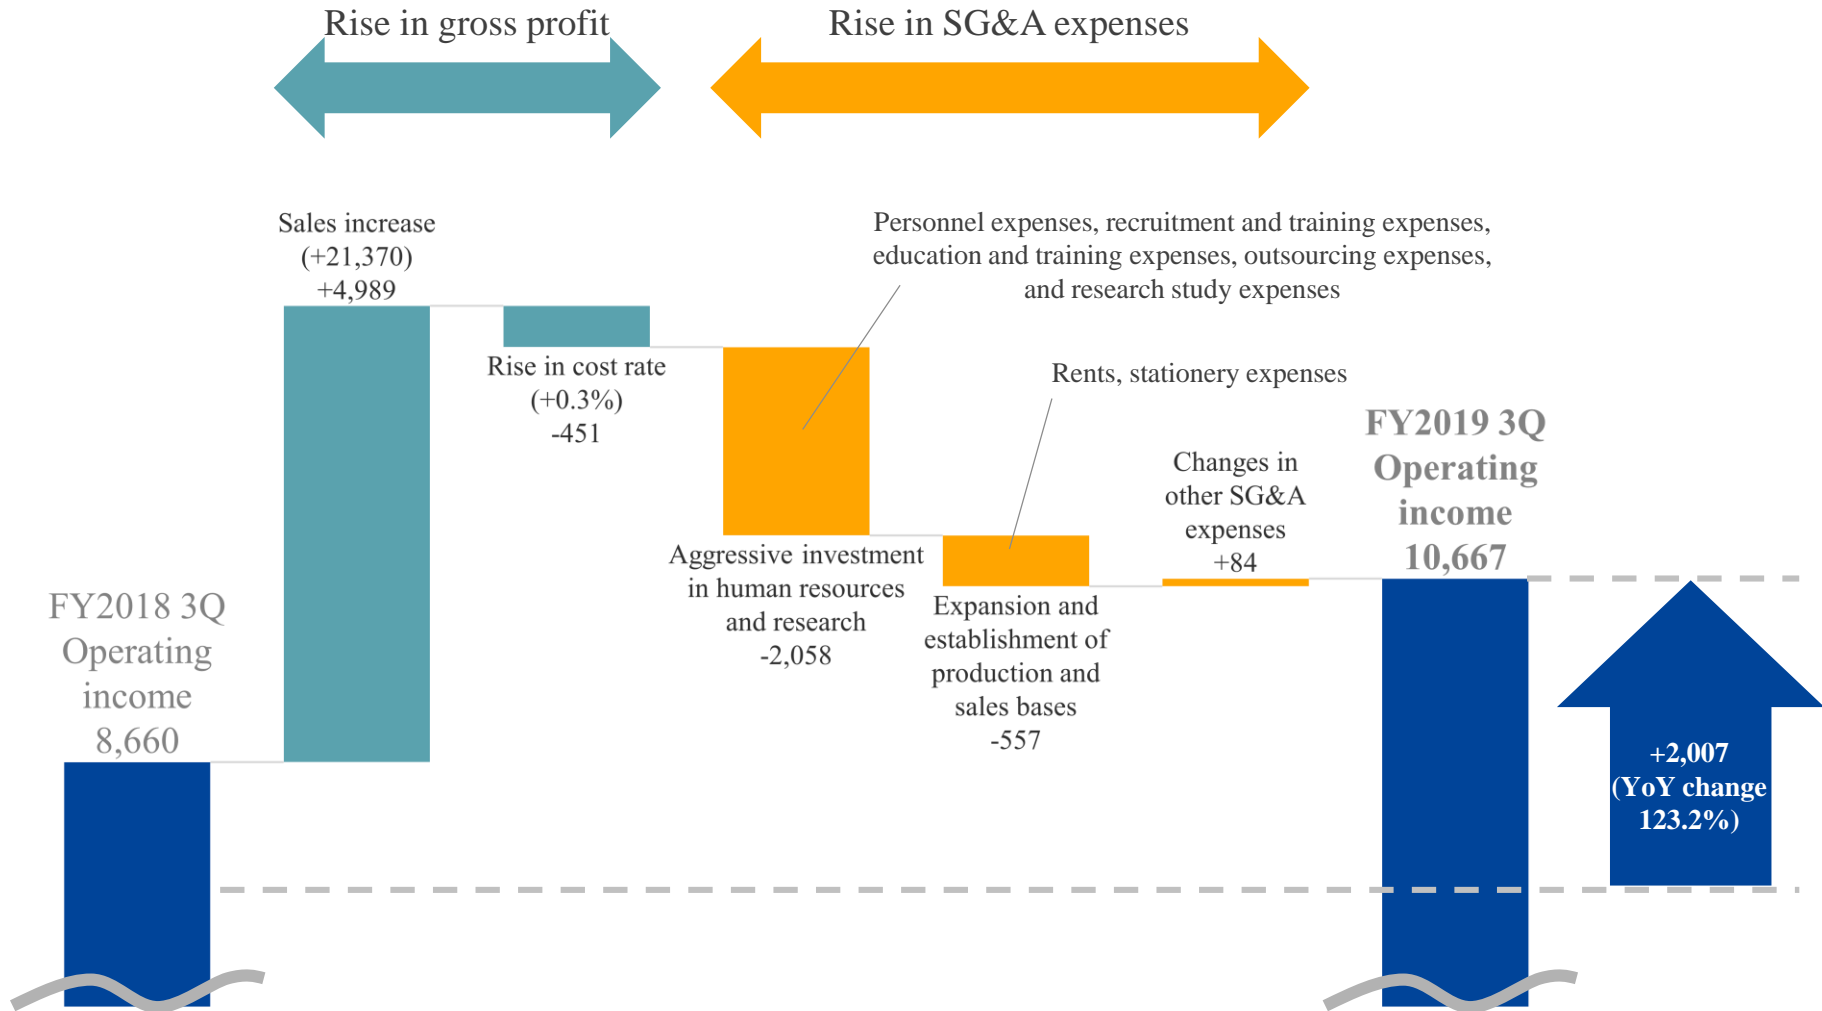 Rise in gross profit
Rise in SG&A expenses
Sales increase
(+21,370)
+4,989
Personnel expenses, recruitment and training expenses,
education and training expenses, outsourcing expenses,
and research study expenses
Rise in cost rate
(+0.3%)
-451
Rents, stationery expenses
Aggressive investment
in human resources
and research
-2,058
Expansion and
establishment of
production and
sales bases
-557
Changes in
other SG&A
expenses
+84
FY2018 3Q
Operating
income
8,660
FY2019 3Q
Operating
income
10,667
+2,007
(YoY change
123.2%)